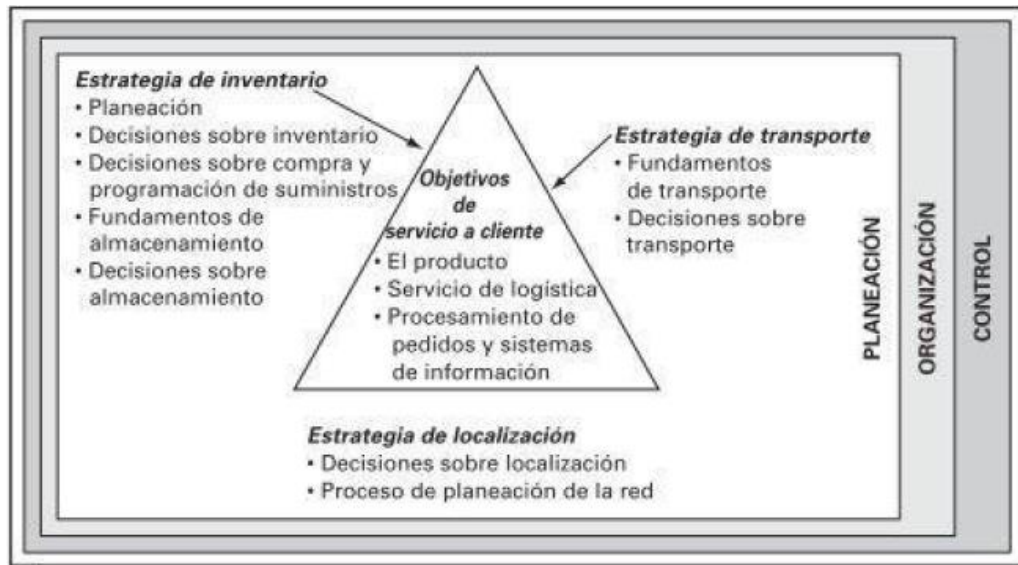 Estrategia de inventario
• Planeación
• Decisiones sobre inventario
• Decisiones sobre compra y
programación de suministros
• Fundamentos de
almacenamiento
• Decisiones sobre
almacenamiento
Objetivos
de
servicio a cliente
• El producto
• Servicio de logística
• Procesamiento de
pedidos y sistemas
de información
Estrategia de transporte
• Fundamentos
de transporte
• Decisiones sobre
transporte
Estrategia de localización
• Decisiones sobre localización
• Proceso de planeación de la red
PLANEACIÓN
ORGANIZACIÓN
CONTROL